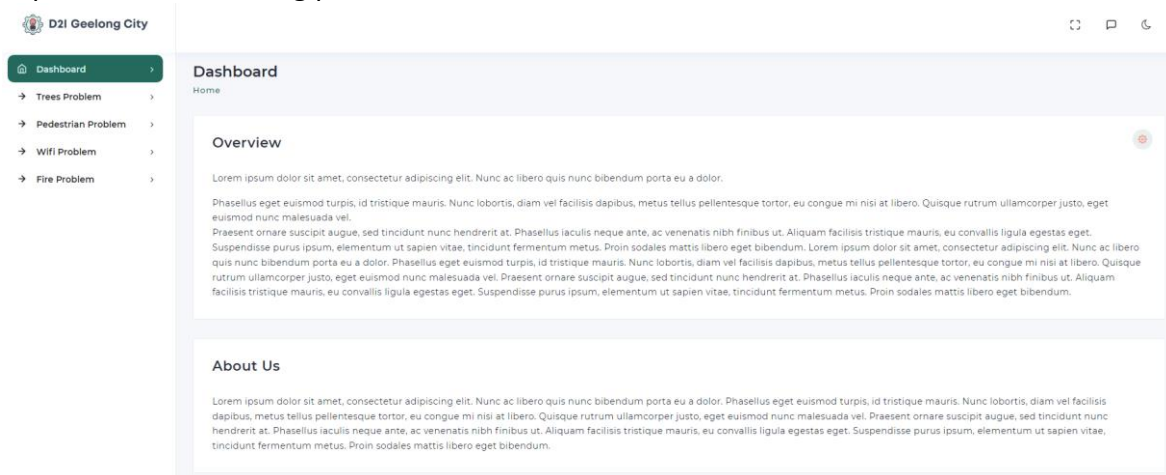 D2I Geelong City
Dashboard
Trees Problem
Pedestrian Problem
Wifi Problem
Fire Problem
Dashboard
Home
Overview
Lorem ipsum dolor sit amet, consectetur adipiscing elit. Nunc ac libero quis nunc bibendum porta eu a dolor.
Phasellus eget euismod turpis, id tristique mauris. Nunc lobortis, diam vel facilisis dapibus, metus tellus pellentesque tortor, eu congue mi nisi at libero. Quisque rutrum ullamcorper justo, eget
euismod nunc malesuada vel.
Praesent ornare suscipit augue, sed tincidunt nunc hendrerit at. Phasellus iaculis neque ante, ac venenatis nibh finibus ut. Aliquam facilisis tristique mauris, eu convallis ligula egestas eget.
Suspendisse purus ipsum, elementum ut sapien vitae, tincidunt fermentum metus. Proin sodales mattis libero eget bibendum. Lorem ipsum dolor sit amet, consectetur adipiscing elit. Nunc ac libero
quis nunc bibendum porta eu a dolor. Phasellus eget euismod turpis, id tristique mauris. Nunc lobortis, diam vel facilisis dapibus, metus tellus pellentesque tortor, eu congue mi nisi at libero. Quisque
rutrum ullamcorper justo, eget euismod nunc malesuada vel. Praesent ornare suscipit augue, sed tincidunt nunc hendrerit at. Phasellus iaculis neque ante, ac venenatis nibh finibus ut. Aliquam
facilisis tristique mauris, eu convallis ligula egestas eget. Suspendisse purus ipsum, elementum ut sapien vitae, tincidunt fermentum metus. Proin sodales mattis libero eget bibendum.
About Us
Lorem ipsum dolor sit amet, consectetur adipiscing elit. Nunc ac libero quis nunc bibendum porta eu a dolor. Phasellus eget euismod turpis, id tristique mauris. Nunc lobortis, diam vel facilisis
dapibus, metus tellus pellentesque tortor, eu congue mi nisi at libero. Quisque rutrum ullamcorper justo, eget euismod nunc malesuada vel. Praesent ornare suscipit augue, sed tincidunt nunc
hendrerit at. Phasellus iaculis neque ante, ac venenatis nibh finibus ut. Aliquam facilisis tristique mauris, eu convallis ligula egestas eget. Suspendisse purus ipsum, elementum ut sapien vitae,
tincidunt fermentum metus. Proin sodales mattis libero eget bibendum.